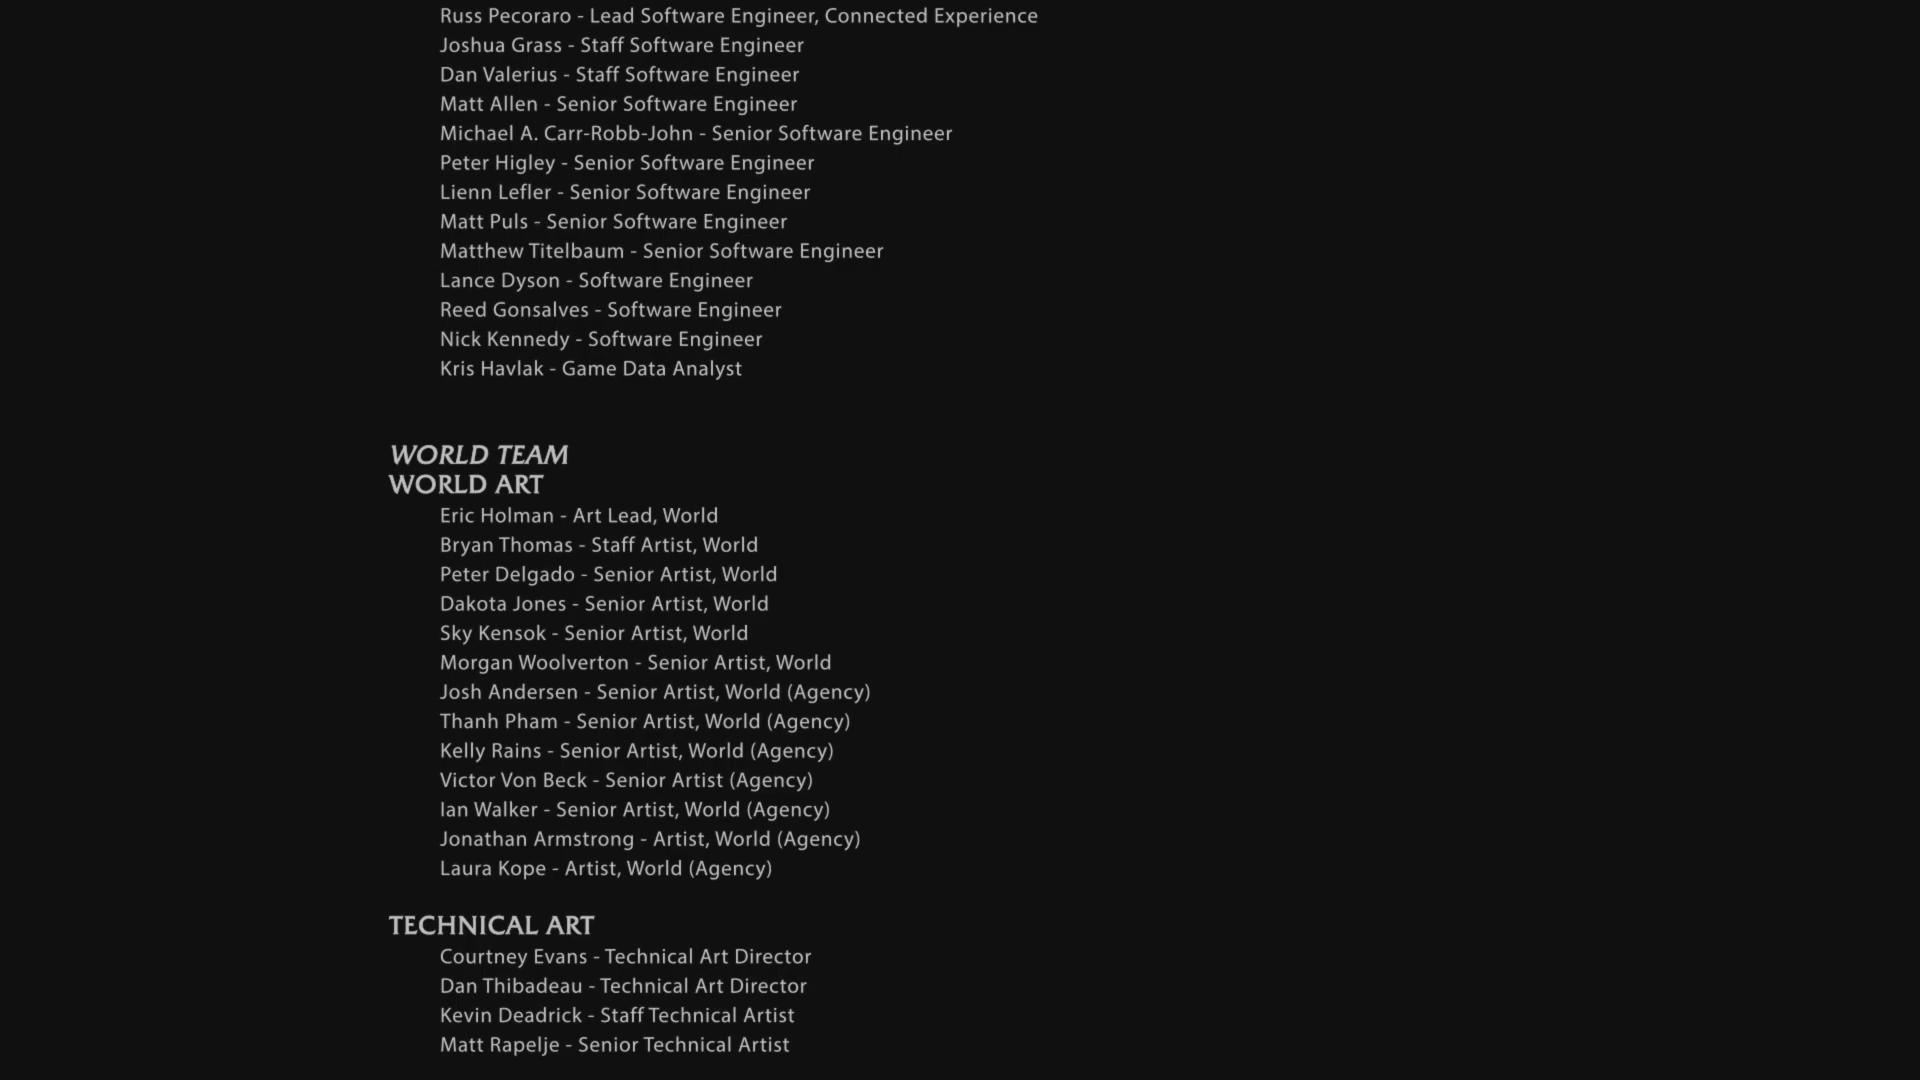 Russ Pecoraro - Lead Software Engineer, Connected Experience
Joshua Grass - Staff Software Engineer
Dan Valerius - Staff Software Engineer
Matt Allen - Senior Software Engineer
Michael A. Carr-Robb-John - Senior Software Engineer
Peter Higley - Senior Software Engineer
Lienn Lefler - Senior Software Engineer
Matt Puls - Senior Software Engineer
Matthew Titelbaum - Senior Software Engineer
Lance Dyson - Software Engineer
Reed Gonsalves - Software Engineer
Nick Kennedy - Software Engineer
Kris Havlak - Game Data Analyst
WORLD TEAM
WORLD ART
Eric Holman - Art Lead, World
Bryan Thomas - Staff Artist, World
Peter Delgado - Senior Artist, World
Dakota Jones - Senior Artist, World
Sky Kensok - Senior Artist, World
Morgan Woolverton - Senior Artist, World
Josh Andersen - Senior Artist, World (Agency)
Thanh Pham - Senior Artist, World (Agency)
Kelly Rains - Senior Artist, World (Agency)
Victor Von Beck - Senior Artist (Agency)
Ian Walker - Senior Artist, World (Agency)
Jonathan Armstrong - Artist, World (Agency)
Laura Kope - Artist, World (Agency)
TECHNICAL ART
Courtney Evans - Technical Art Director
Dan Thibadeau - Technical Art Director
Kevin Deadrick - Staff Technical Artist
Matt Rapelje - Senior Technical Artist